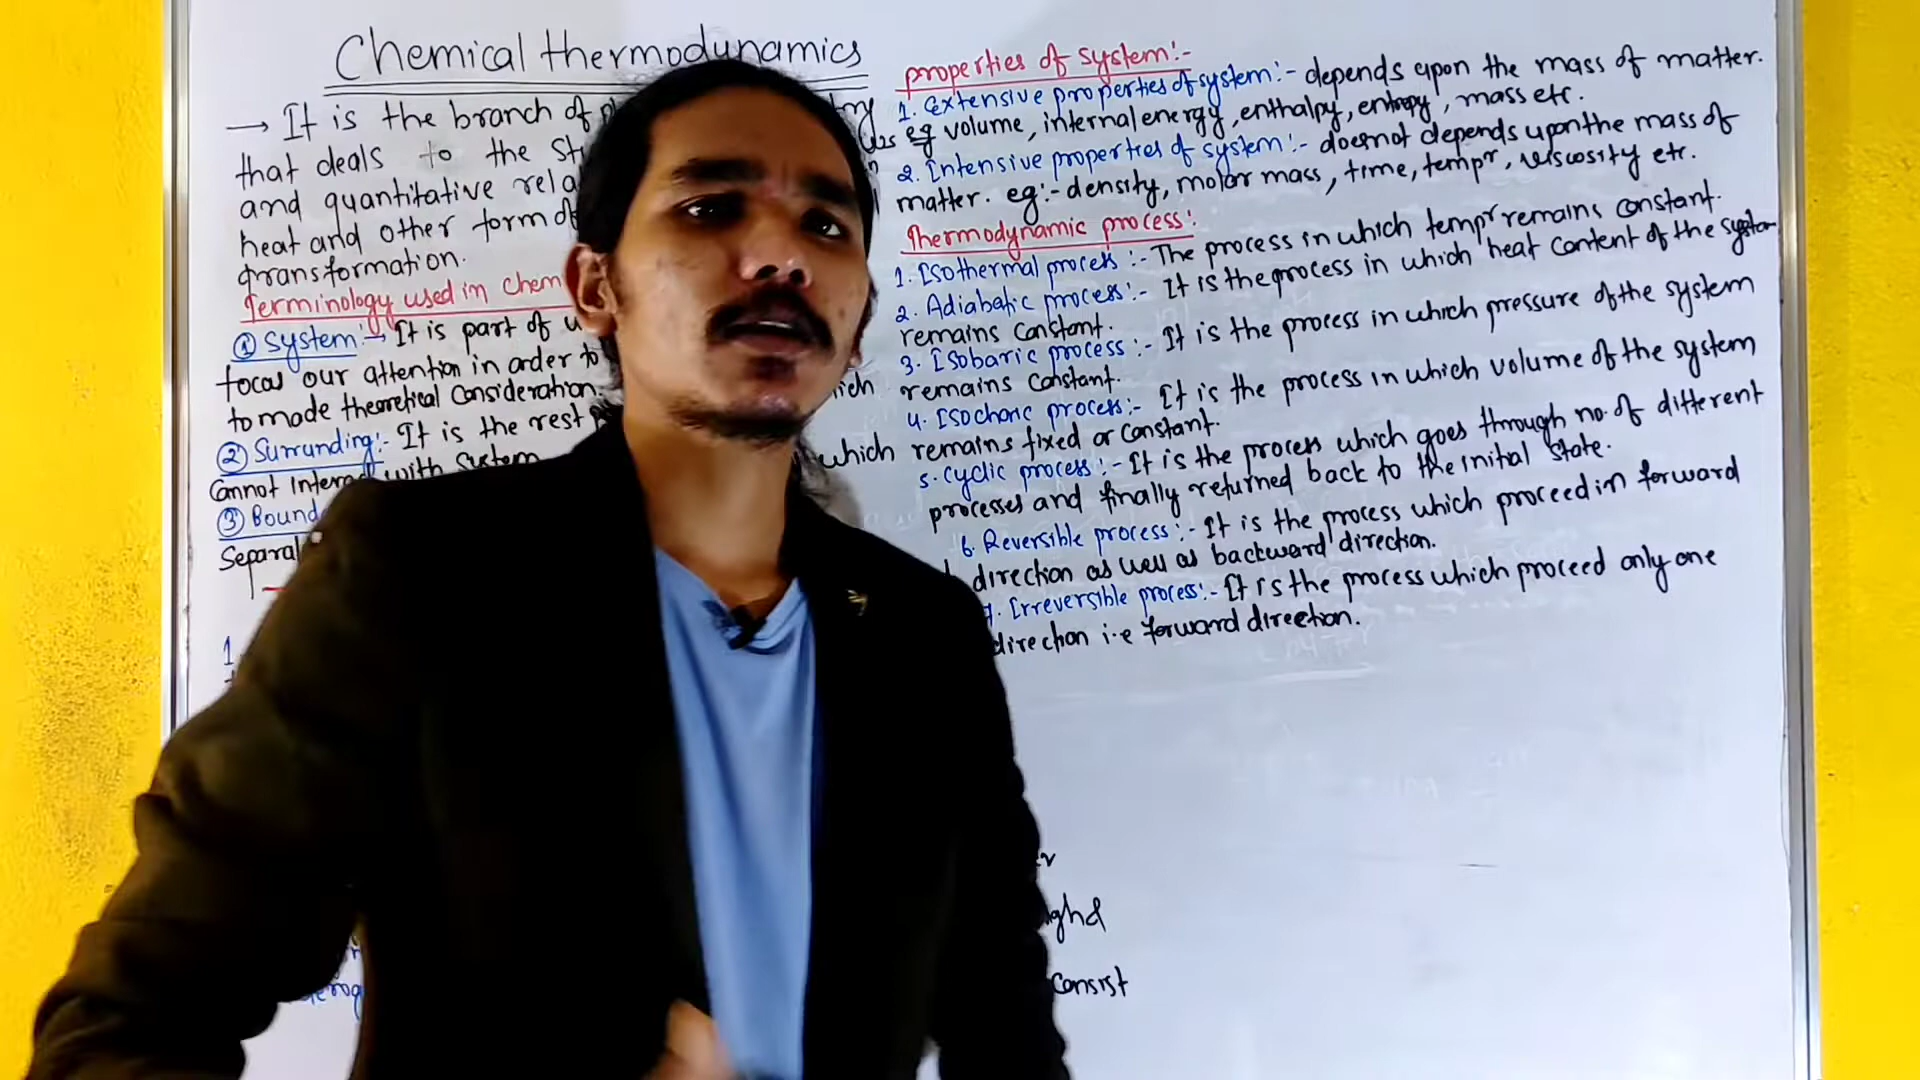 Chemical thermodynamics
→ It is the branch of
that deals to the
and quantitative
heat and other form of
transformation.
Terminology used in chem
① System:→ It is part of
focus our attention in order to
to made theoretical Consideration.
② Surrunding:- It is the rest
Cannot with System
③
properties of system:-
1. Extensive properties of system:- depends upon the mass of matter.
eg volume, internal energy, enthalpy, entropy, mass etc.
2. Intensive properties of system:- doesnot depends upon the mass of
matter. eg:- density, molar mass, time, tempr, viscosity etc.
Thermodynamic process:
1. Isothermal process:- The process in which tempr remains constant.
2. Adiabatic process:- It is the process in which heat content of the system
remains constant.
3. Isobaric process:- It is the process in which pressure of the system
remains constant.
4. Isochoric process:- It is the process in which volume of the system
which remains fixed or constant.
5. cyclic process:- It is the process which goes through no. of different
processes and finally returned back to the initial state.
6. Reversible process:- It is the process which proceed in forward
direction as well as backward direction.
7. Irreversible process:- It is the process which proceed only one
direction i.e forward direction.
1.
Consist